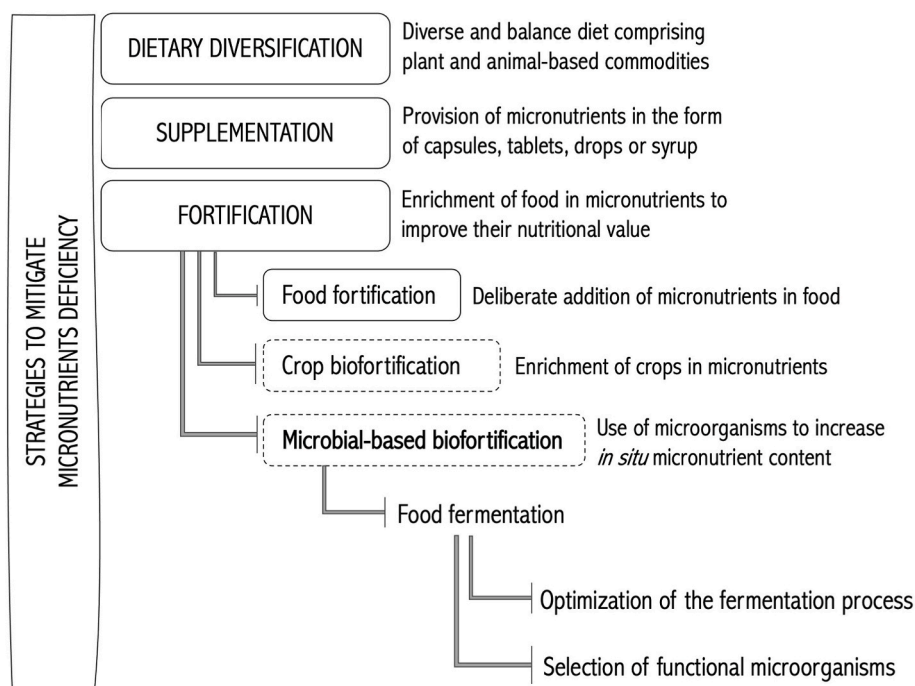 STRATEGIES TO MITIGATE
MICRONUTRIENTS DEFICIENCY
DIETARY DIVERSIFICATION
Diverse and balance diet comprising
plant and animal-based commodities
SUPPLEMENTATION
Provision of micronutrients in the form
of capsules, tablets, drops or syrup
FORTIFICATION
Enrichment of food in micronutrients to
improve their nutritional value
Food fortification
Deliberate addition of micronutrients in food
Crop biofortification
Enrichment of crops in micronutrients
Microbial-based biofortification
Use of microorganisms to increase
in situ micronutrient content
Food fermentation
Optimization of the fermentation process
Selection of functional microorganisms